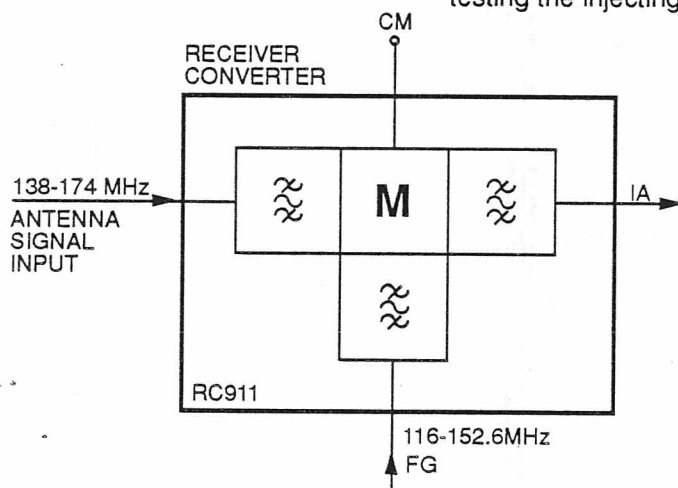 testing the injecting
CM
RECEIVER
CONVERTER
138-174 MHz
ANTENNA
SIGNAL
INPUT
M
IA
RC911
116-152.6MHz
FG